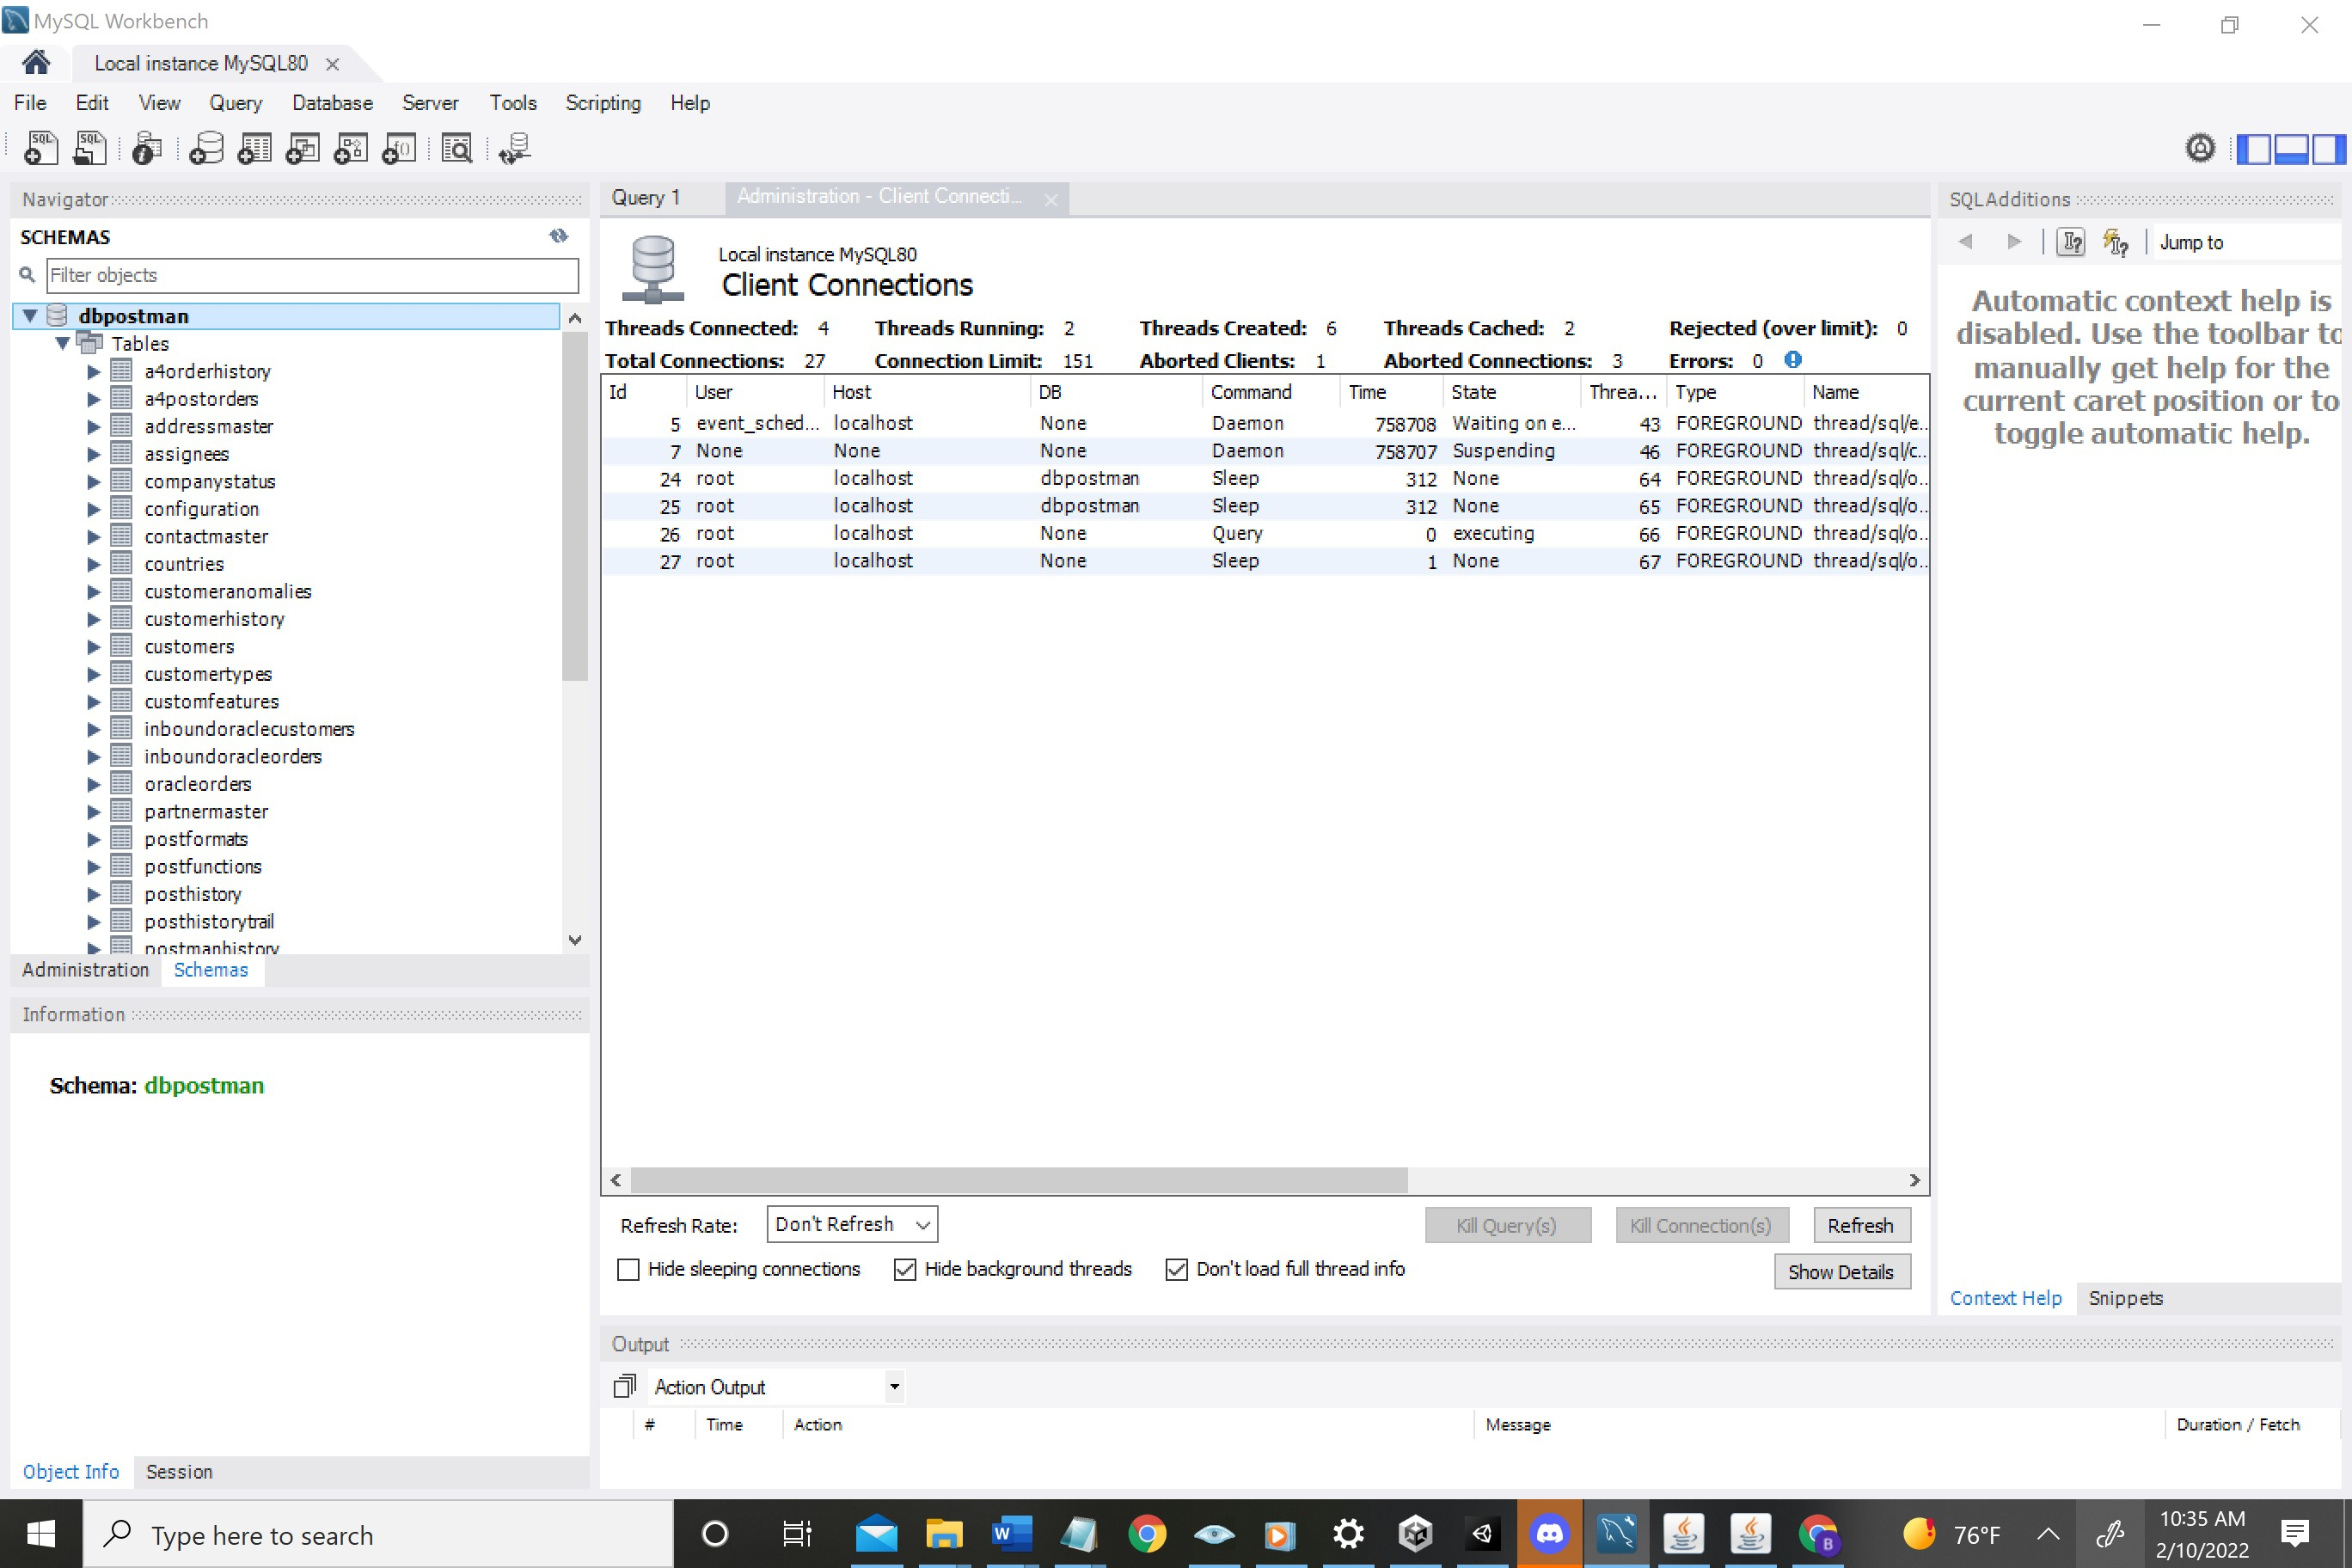 MySQL Workbench
Local instance MySQL80
File Edit View Query Database Server Tools Scripting Help
Navigator
SCHEMAS
Filter objects
dbpostman
Tables
a4orderhistory
a4postorders
addressmaster
assignees
companystatus
configuration
contactmaster
countries
customeranomalies
customerhistory
customers
customertypes
customfeatures
inboundoraclecustomers
inboundoracleorders
oracleorders
partnermaster
postformats
postfunctions
posthistory
posthistorytrail
postmanhistory
Administration Schemas
Information
Schema: dbpostman
Object Info Session
Query 1 Administration - Client Connecti...
Local instance MySQL80
Client Connections
Threads Connected: 4 Threads Running: 2 Threads Created: 6 Threads Cached: 2 Rejected (over limit): 0
Total Connections: 27 Connection Limit: 151 Aborted Clients: 1 Aborted Connections: 3 Errors: 0
Id User Host DB Command Time State Threa... Type Name
5 event_sched... localhost None Daemon 758708 Waiting on e... 43 FOREGROUND thread/sql/e...
7 None None None Daemon 758707 Suspending 46 FOREGROUND thread/sql/c...
24 root localhost dbpostman Sleep 312 None 64 FOREGROUND thread/sql/o...
25 root localhost dbpostman Sleep 312 None 65 FOREGROUND thread/sql/o...
26 root localhost None Query 0 executing 66 FOREGROUND thread/sql/o...
27 root localhost None Sleep 1 None 67 FOREGROUND thread/sql/o...
Refresh Rate: Don't Refresh Kill Query(s) Kill Connection(s) Refresh
Hide sleeping connections Hide background threads Don't load full thread info Show Details
SQLAdditions
Jump to
Automatic context help is
disabled. Use the toolbar to
manually get help for the
current caret position or to
toggle automatic help.
Context Help Snippets
Output
Action Output
# Time Action Message Duration / Fetch
Type here to search
76°F
10:35 AM
2/10/2022